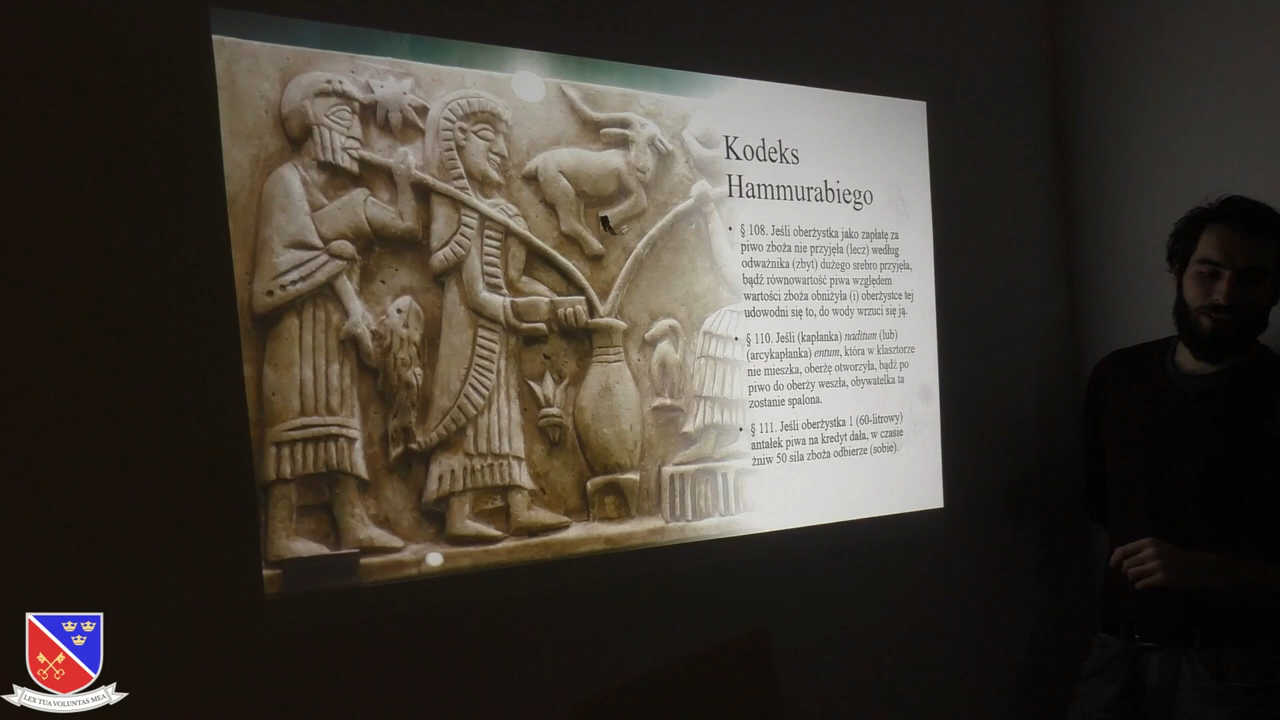 Kodeks
Hammurabiego
• § 108. Jeśli oberżystka jako zapłatę za
piwo zboża nie przyjęła (lecz) według
odważnika (zbyt) dużego srebro przyjęła,
bądź równowartość piwa względem
wartości zboża obniżyła (i) oberżystce tej
udowodni się to, do wody wrzuci się ją.
• § 110. Jeśli (kapłanka) naditum (lub)
(arcykapłanka) entum, która w klasztorze
nie mieszka, oberżę otworzyła, bądź po
piwo do oberży weszła, obywatelka ta
zostanie spalona.
• § 111. Jeśli oberżystka 1 (60-litrowy)
antałek piwa na kredyt dała, w czasie
żniw 50 sila zboża odbierze (sobie).
LEX TUA VOLUNTAS MEA